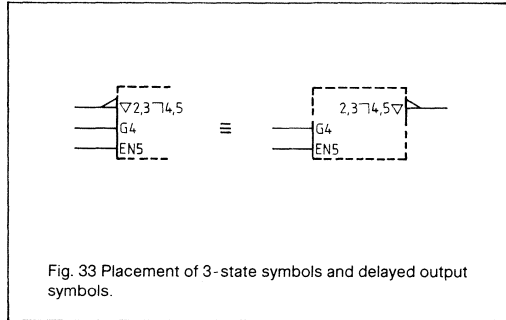 ▽2,3⅂4,5
G4
EN5
≡
2,3⅂4,5▽
G4
EN5
Fig. 33 Placement of 3-state symbols and delayed output
symbols.